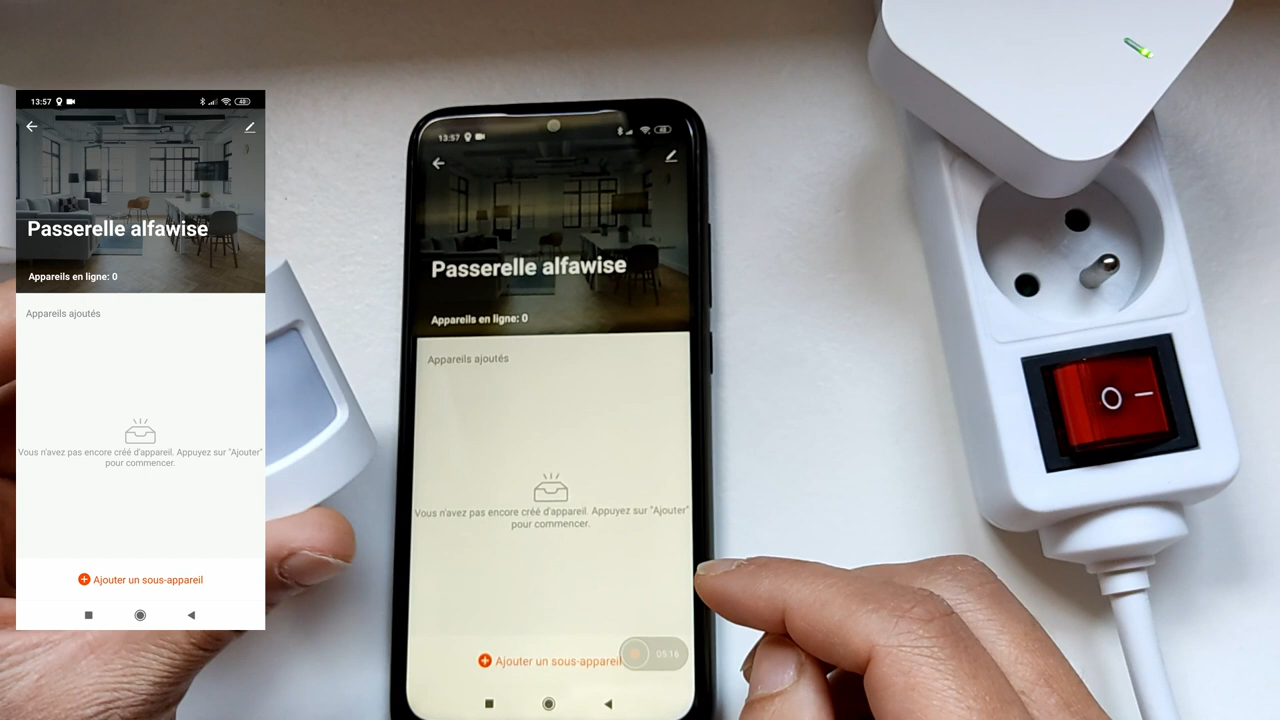 13:57
48
Passerelle alfawise
Appareils en ligne: 0
Appareils ajoutés
Vous n'avez pas encore créé d'appareil. Appuyez sur "Ajouter"
pour commencer.
Ajouter un sous-appareil
13:57
48
Passerelle alfawise
Appareils en ligne: 0
Appareils ajoutés
Vous n'avez pas encore créé d'appareil. Appuyez sur "Ajouter"
pour commencer.
Ajouter un sous-appareil
05:16